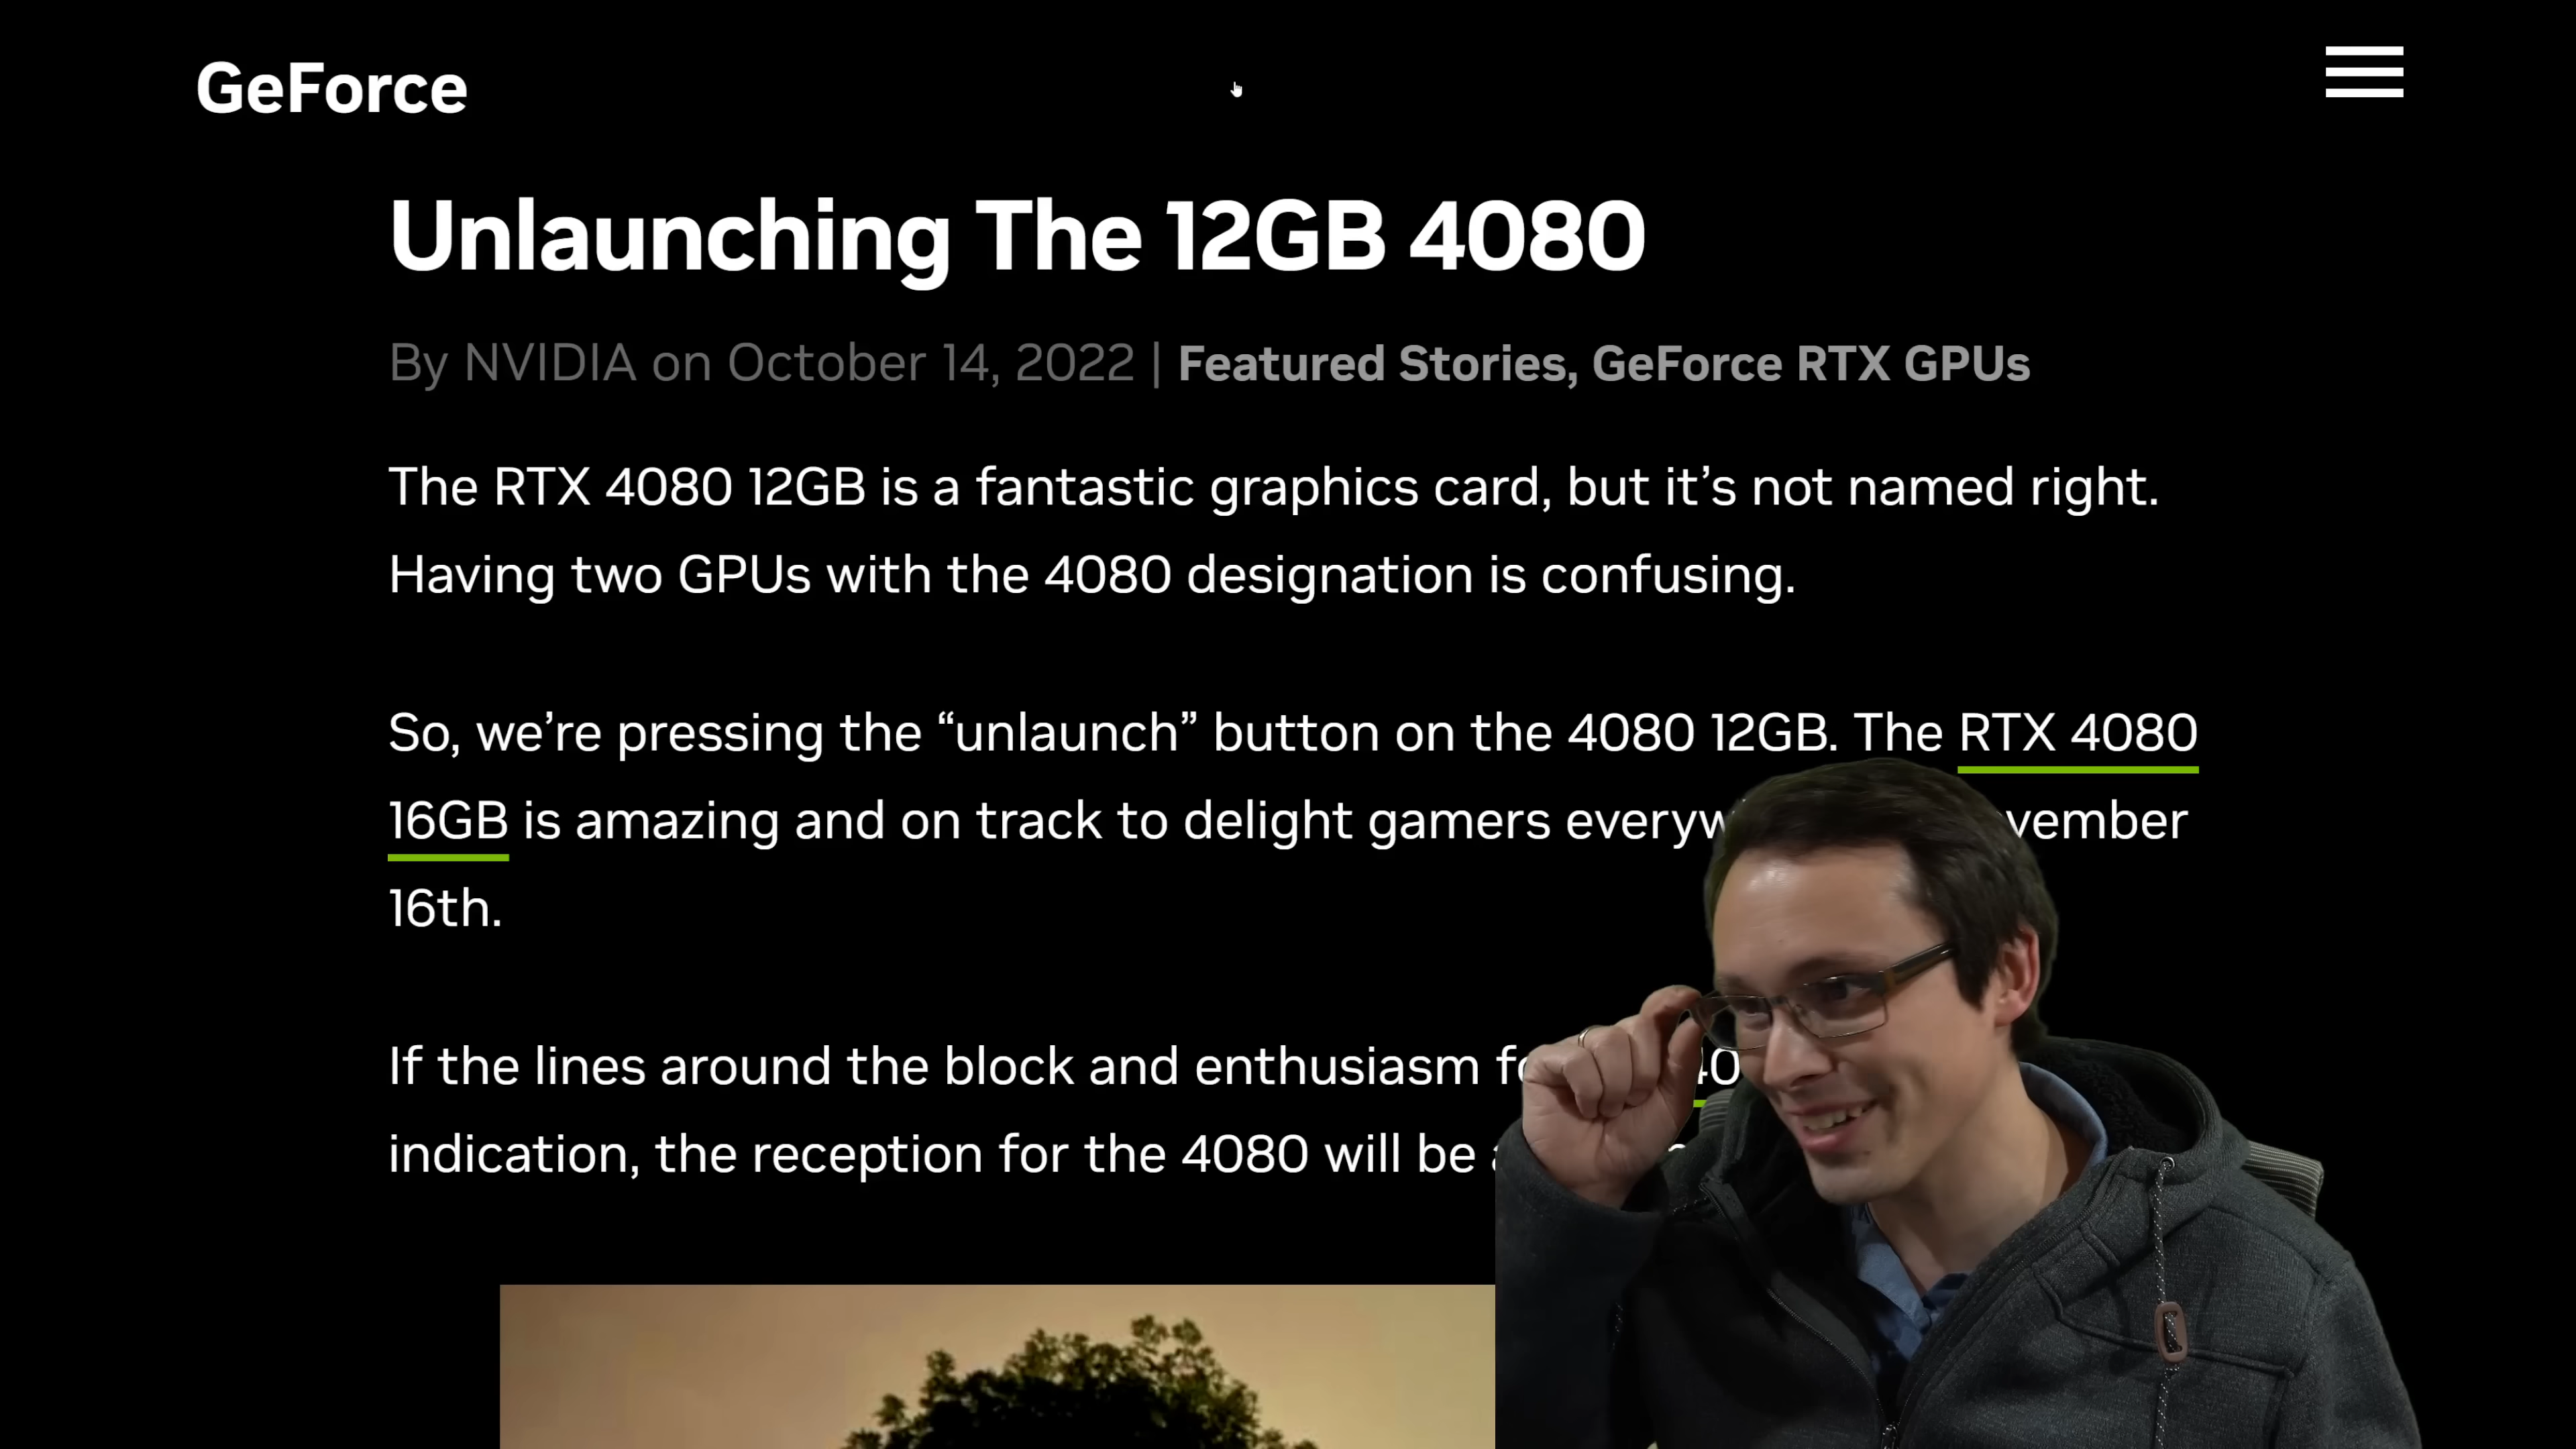 GeForce
Unlaunching The 12GB 4080
By NVIDIA on October 14, 2022 | Featured Stories, GeForce RTX GPUs
The RTX 4080 12GB is a fantastic graphics card, but it’s not named right.
Having two GPUs with the 4080 designation is confusing.
So, we’re pressing the “unlaunch” button on the 4080 12GB. The RTX 4080
16GB is amazing and on track to delight gamers
16th.
If the lines around the block and enthusiasm
indication, the reception for the 4080 will be